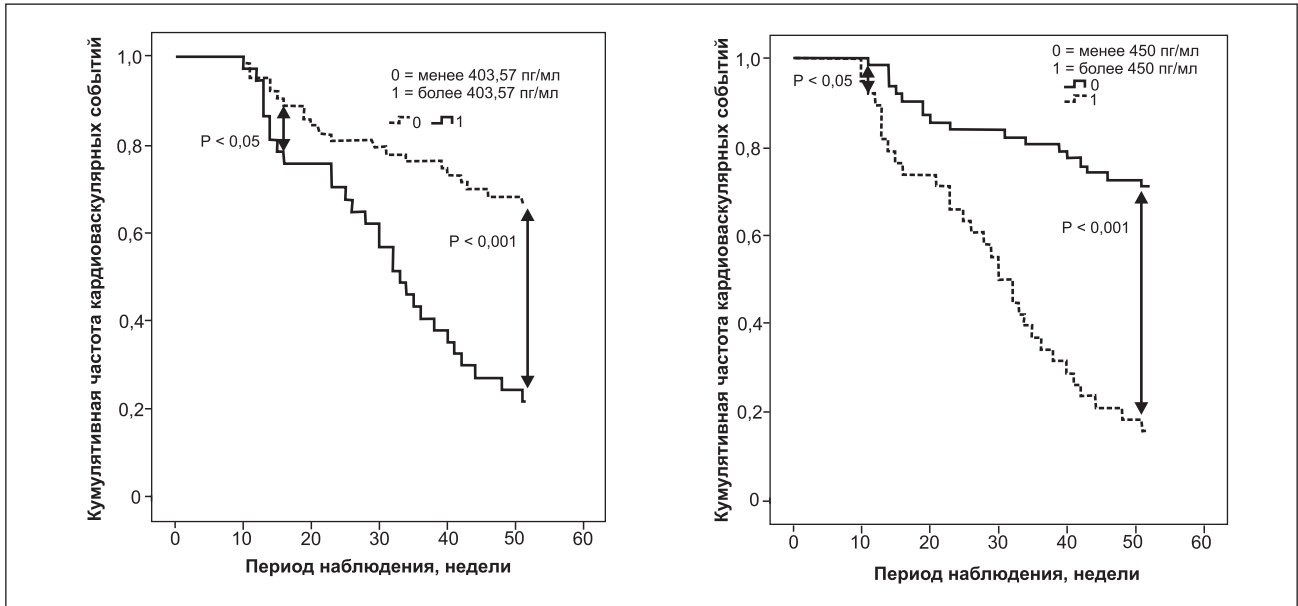 Кумулятивная частота кардиоваскулярных событий
1,0
0,8
0,6
0,4
0,2
0
0 = менее 403,57 пг/мл
1 = более 403,57 пг/мл
0 1
P < 0,05
P < 0,001
0 10 20 30 40 50 60
Период наблюдения, недели
Кумулятивная частота кардиоваскулярных событий
1,0
0,8
0,6
0,4
0,2
0
0 = менее 450 пг/мл
1 = более 450 пг/мл
0
1
P < 0,05
P < 0,001
0 10 20 30 40 50 60
Период наблюдения, недели